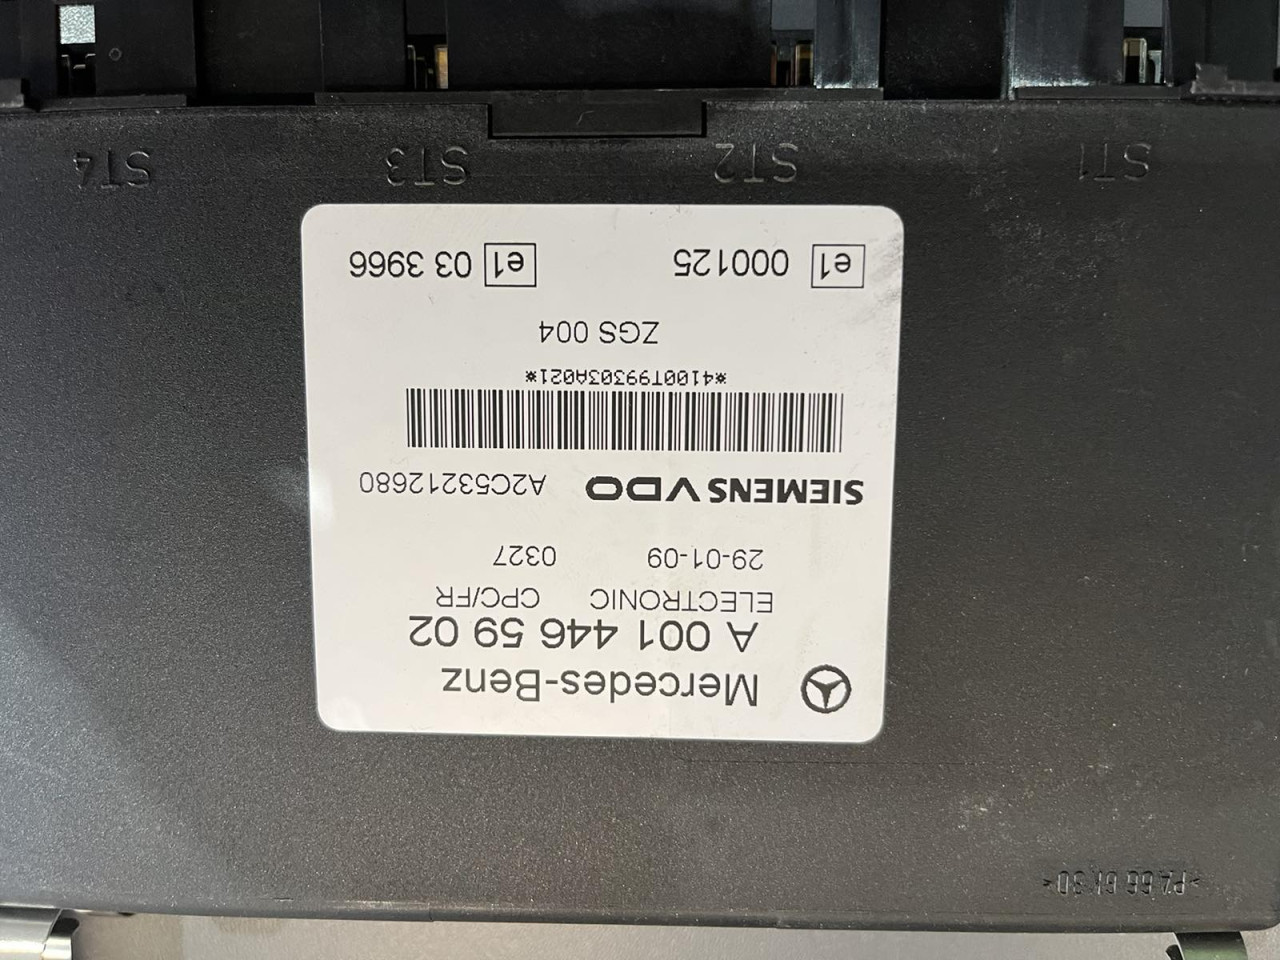 Mercedes-Benz
A 001 446 59 02
ELECTRONIC CPC/FR
29-01-09 0327
SIEMENS VDO A2C53212680
*4100T99303A021*
ZGS 004
e1 000125 e1 03 3966
ST1 ST2 ST3 ST4